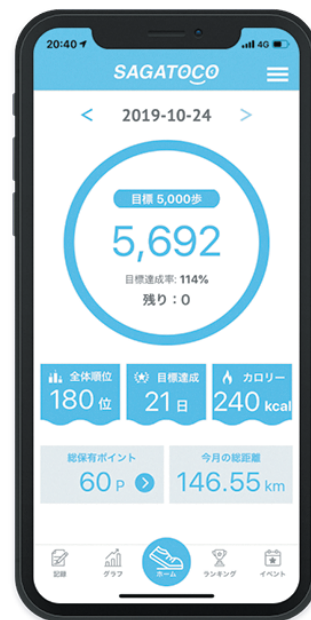 20:40 4G
SAGATOCO
< 2019-10-24 >
目標 5,000歩
5,692
目標達成率: 114%
残り：0
全体順位 目標達成 カロリー
180 位 21 日 240 kcal
総保有ポイント 今月の総距離
60 P 146.55 km
記録 グラフ ホーム ランキング イベント